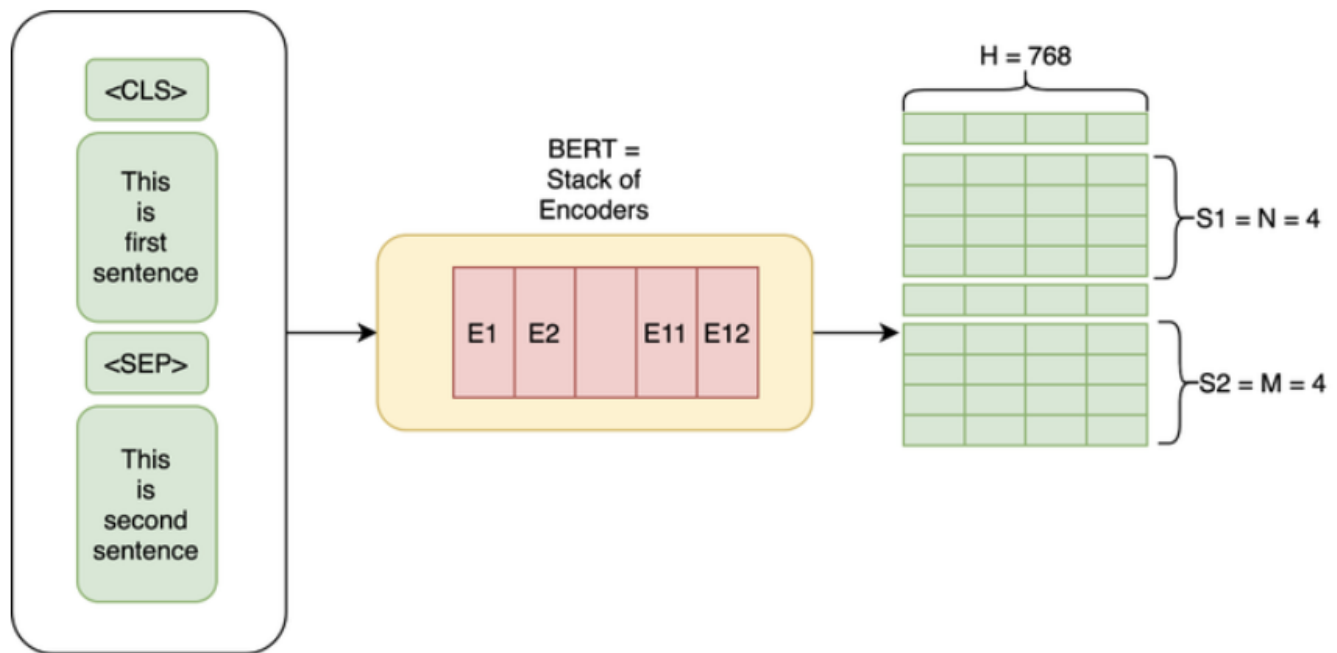 <CLS>
This
is
first
sentence
<SEP>
This
is
second
sentence
BERT =
Stack of
Encoders
E1
E2
E11
E12
H = 768
S1 = N = 4
S2 = M = 4